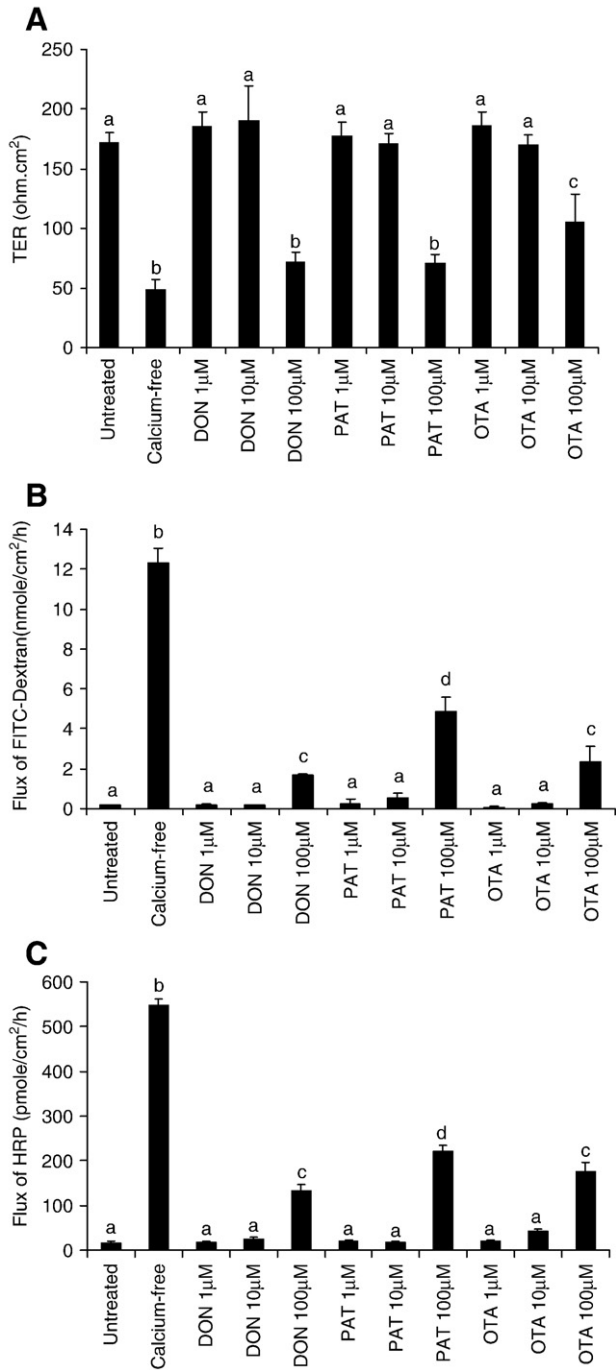 A
250
200
150
100
50
0
TER (ohm.cm²)
a
b
a
a
b
a
a
b
a
a
c
Untreated
Calcium-free
DON 1μM
DON 10μM
DON 100μM
PAT 1μM
PAT 10μM
PAT 100μM
OTA 1μM
OTA 10μM
OTA 100μM
B
14
12
10
8
6
4
2
0
Flux of FITC-Dextran(nmole/cm²/h)
a
b
a
a
c
a
a
d
a
a
c
Untreated
Calcium-free
DON 1μM
DON 10μM
DON 100μM
PAT 1μM
PAT 10μM
PAT 100μM
OTA 1μM
OTA 10μM
OTA 100μM
C
600
500
400
300
200
100
0
Flux of HRP (pmole/cm²/h)
a
b
a
a
c
a
a
d
a
a
c
Untreated
Calcium-free
DON 1μM
DON 10μM
DON 100μM
PAT 1μM
PAT 10μM
PAT 100μM
OTA 1μM
OTA 10μM
OTA 100μM